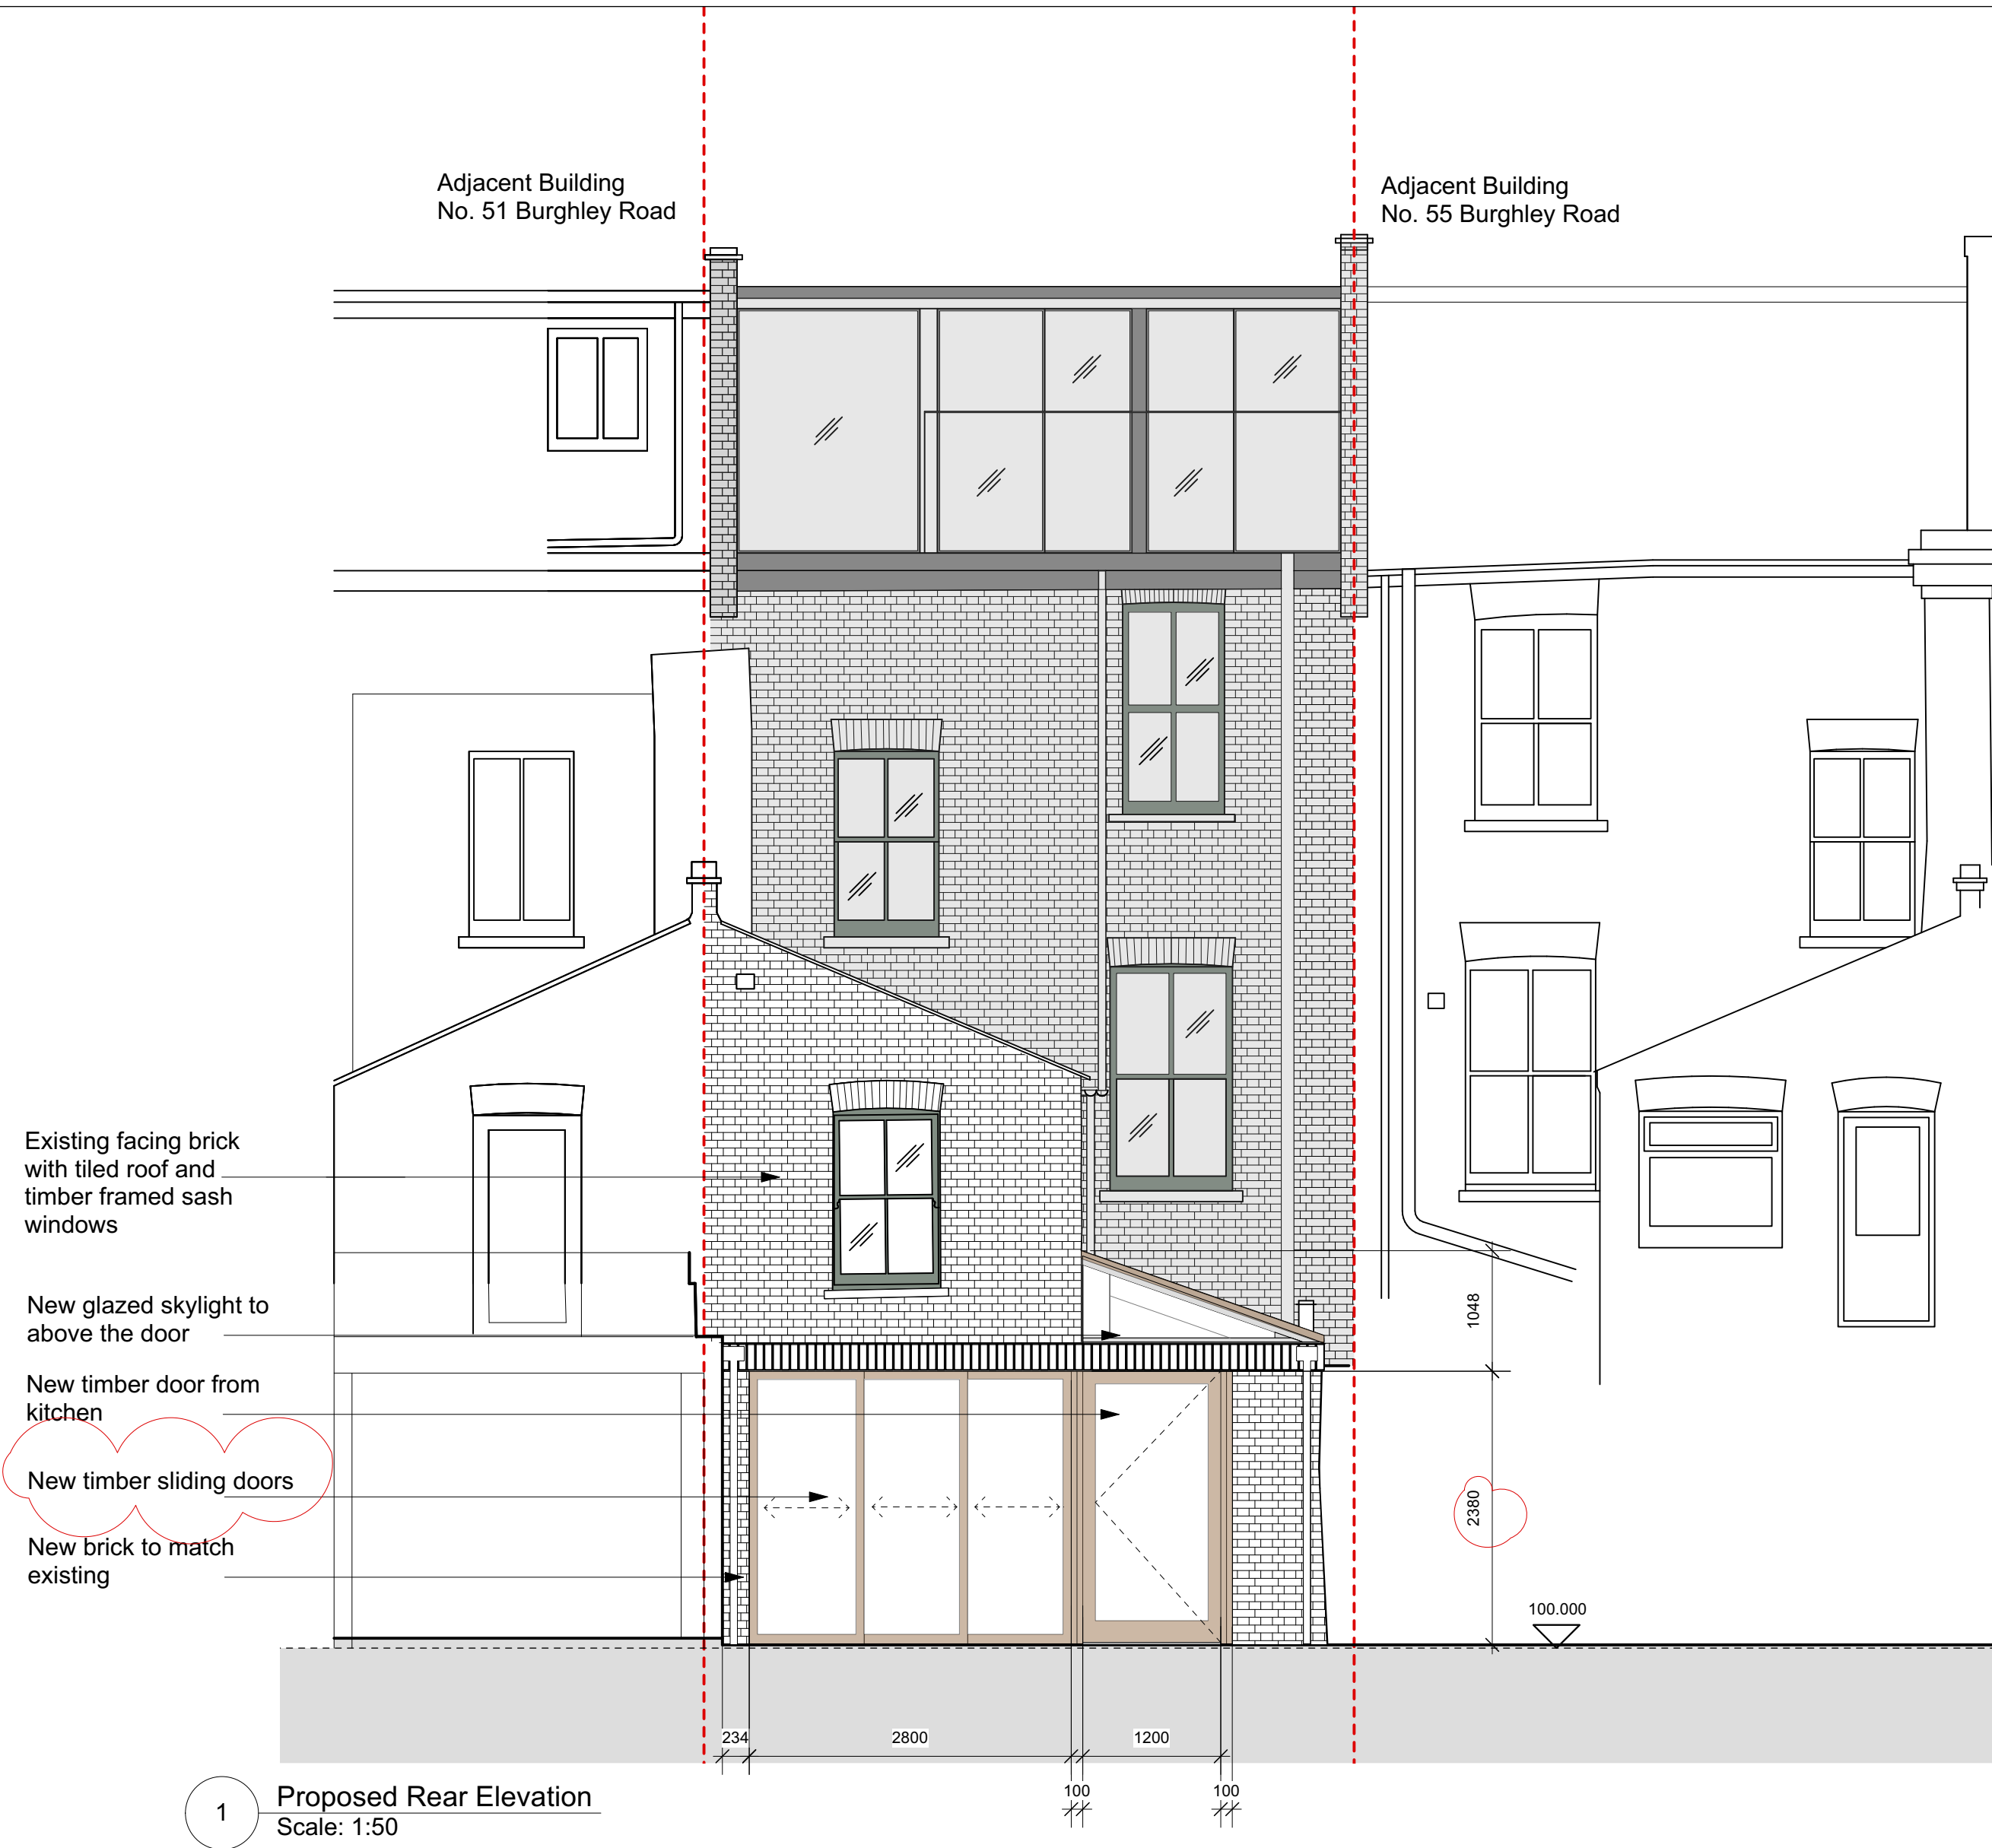 Adjacent Building
No. 51 Burghley Road
Adjacent Building
No. 55 Burghley Road
Existing facing brick
with tiled roof and
timber framed sash
windows
New glazed skylight to
above the door
New timber door from
kitchen
New timber sliding doors
New brick to match
existing
1048
2380
100.000
234
2800
1200
100
100
1
Proposed Rear Elevation
Scale: 1:50